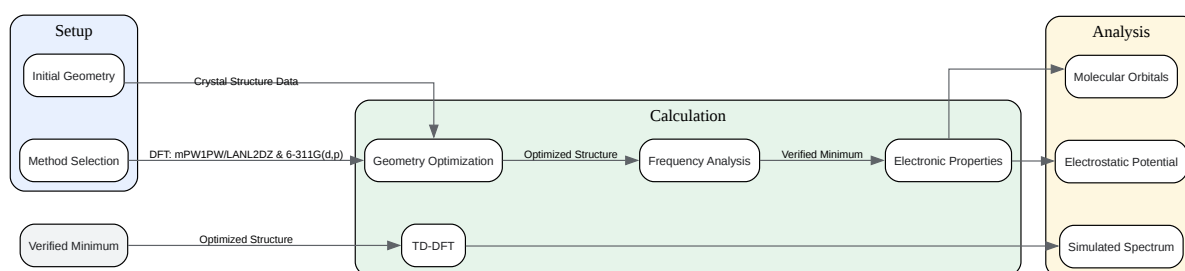 Setup
Analysis
Initial Geometry
Crystal Structure Data
Molecular Orbitals
Calculation
Method Selection
DFT: mPW1PW/LANL2DZ & 6-311G(d,p)
Geometry Optimization
Optimized Structure
Frequency Analysis
Verified Minimum
Electronic Properties
Electrostatic Potential
Verified Minimum
Optimized Structure
TD-DFT
Simulated Spectrum